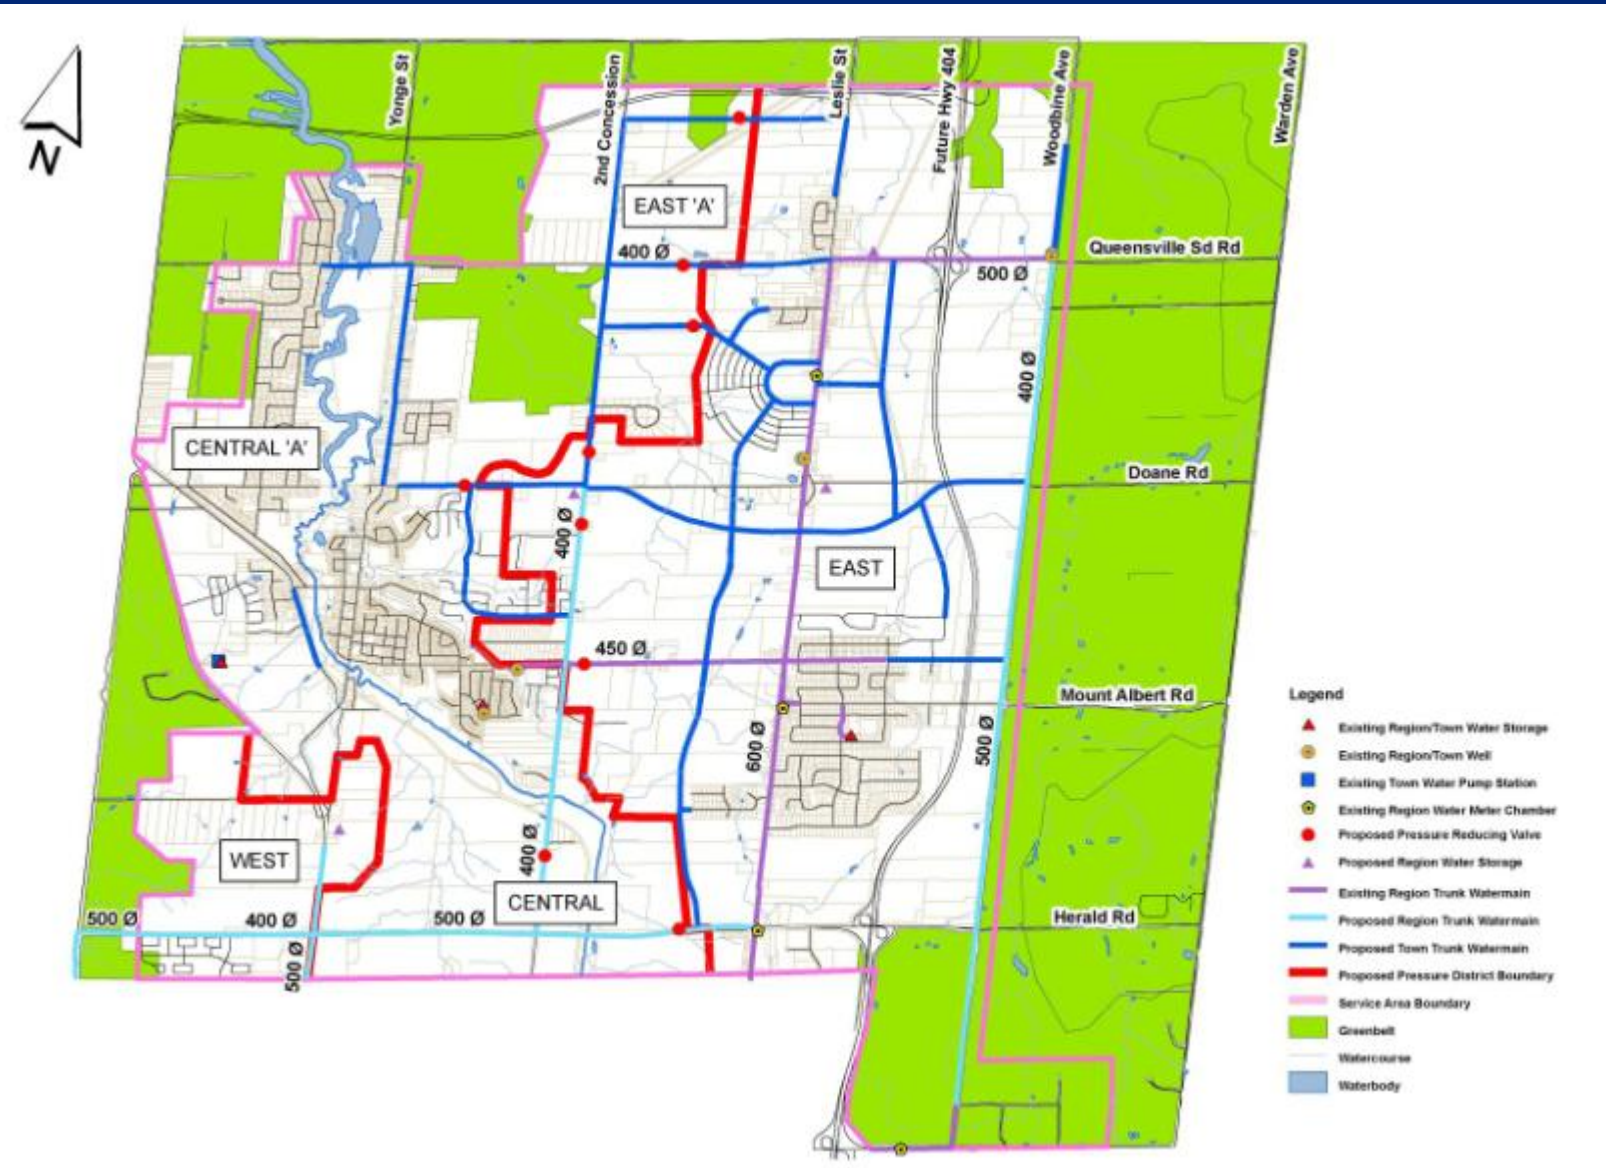 Yonge St
2nd Concession
Leslie St
Future Hwy 404
Woodbine Ave
Warden Ave
N
EAST 'A'
400 Ø
Queensville Sd Rd
500 Ø
400 Ø
CENTRAL 'A'
Doane Rd
400 Ø
EAST
450 Ø
Mount Albert Rd
600 Ø
500 Ø
400 Ø
WEST
CENTRAL
500 Ø
400 Ø
500 Ø
Herald Rd
500 Ø
Legend
Existing Region/Town Water Storage
Existing Region/Town Well
Existing Town Water Pump Station
Existing Region Water Meter Chamber
Proposed Pressure Reducing Valve
Proposed Region Water Storage
Existing Region Trunk Watermain
Proposed Region Trunk Watermain
Proposed Town Trunk Watermain
Proposed Pressure District Boundary
Service Area Boundary
Greenbelt
Watercourse
Waterbody